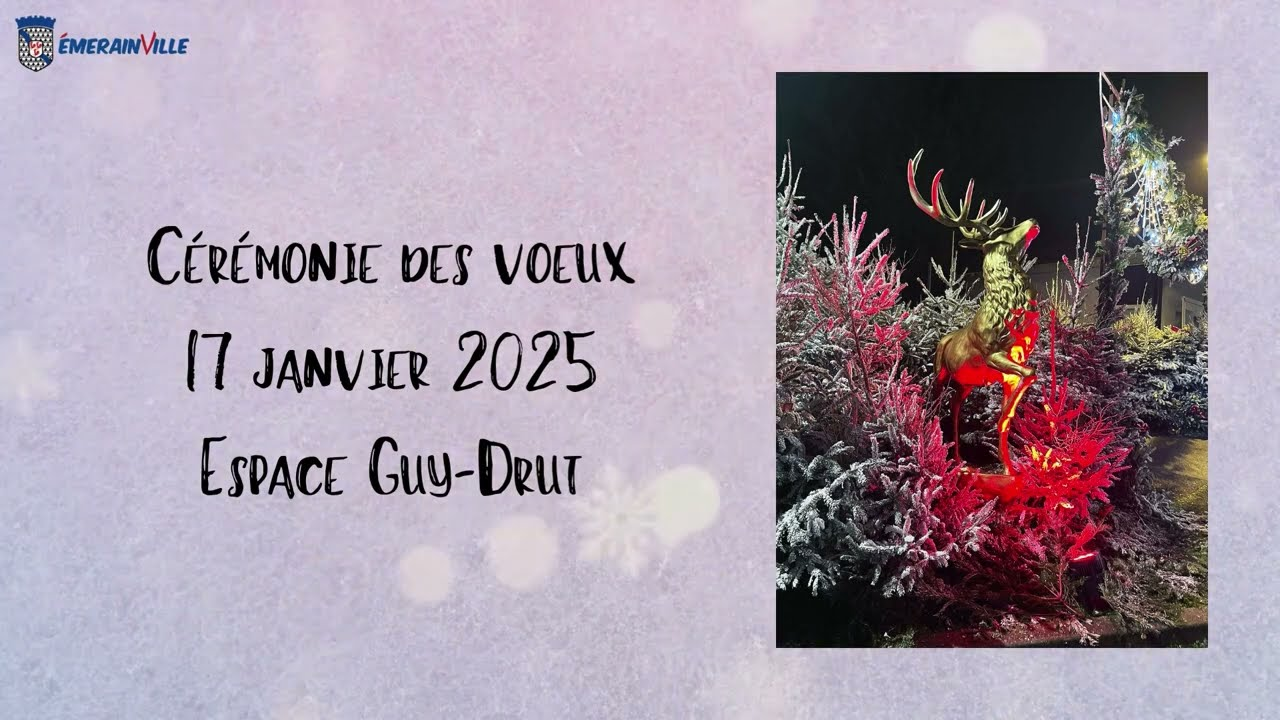 ÉMERAINVILLE
CÉRÉMONIE DES VOEUX
17 JANVIER 2025
ESPACE GUY-DRUT